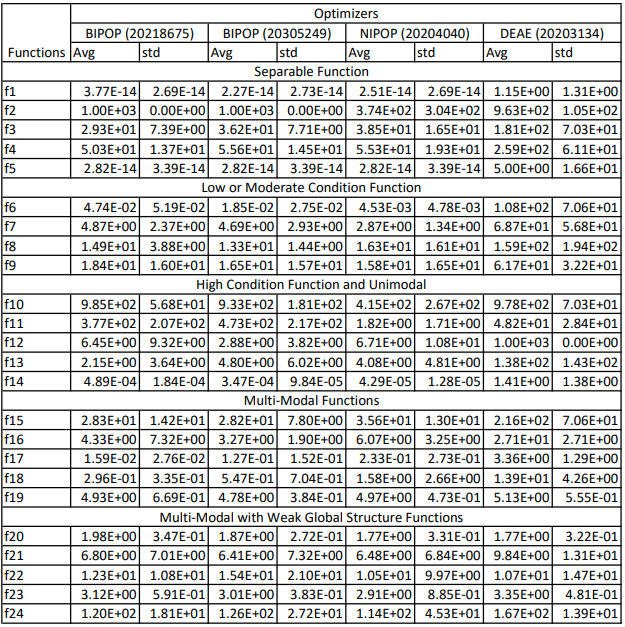 Optimizers
BIPOP (20218675) BIPOP (20305249) NIPOP (20204040) DEAE (20203134)
Functions Avg std Avg std Avg std Avg std
Separable Function
f1 3.77E-14 2.69E-14 2.27E-14 2.73E-14 2.51E-14 2.69E-14 1.15E+00 1.31E+00
f2 1.00E+03 0.00E+00 1.00E+03 0.00E+00 3.74E+02 3.04E+02 9.63E+02 1.05E+02
f3 2.93E+01 7.39E+00 3.62E+01 7.71E+00 3.85E+01 1.65E+01 1.81E+02 7.03E+01
f4 5.03E+01 1.37E+01 5.56E+01 1.45E+01 5.53E+01 1.93E+01 2.59E+02 6.11E+01
f5 2.82E-14 3.39E-14 2.82E-14 3.39E-14 2.82E-14 3.39E-14 5.00E+00 1.66E+01
Low or Moderate Condition Function
f6 4.74E-02 5.19E-02 1.85E-02 2.75E-02 4.53E-03 4.78E-03 1.08E+02 7.06E+01
f7 4.87E+00 2.37E+00 4.69E+00 2.93E+00 2.87E+00 1.34E+00 6.87E+01 5.68E+01
f8 1.49E+01 3.88E+00 1.33E+01 1.44E+00 1.63E+01 1.61E+01 1.59E+02 1.94E+02
f9 1.84E+01 1.60E+01 1.65E+01 1.57E+01 1.58E+01 1.65E+01 6.17E+01 3.22E+01
High Condition Function and Unimodal
f10 9.85E+02 5.68E+01 9.33E+02 1.81E+02 4.15E+02 2.67E+02 9.78E+02 7.03E+01
f11 3.77E+02 2.07E+02 4.73E+02 2.17E+02 1.82E+00 1.71E+00 4.82E+01 2.84E+01
f12 6.45E+00 9.32E+00 2.88E+00 3.82E+00 6.71E+00 1.08E+01 1.00E+03 0.00E+00
f13 2.15E+00 3.64E+00 4.80E+00 6.02E+00 4.08E+00 4.81E+00 1.38E+02 1.43E+02
f14 4.89E-04 1.84E-04 3.47E-04 9.84E-05 4.29E-05 1.28E-05 1.41E+00 1.38E+00
Multi-Modal Functions
f15 2.83E+01 1.42E+01 2.82E+01 7.80E+00 3.56E+01 1.30E+01 2.16E+02 7.06E+01
f16 4.33E+00 7.32E+00 3.27E+00 1.90E+00 6.07E+00 3.25E+00 2.71E+01 2.71E+00
f17 1.59E-02 2.76E-02 1.27E-01 1.52E-01 2.33E-01 2.73E-01 3.36E+00 1.29E+00
f18 2.96E-01 3.35E-01 5.47E-01 7.04E-01 1.58E+00 2.66E+00 1.39E+01 4.26E+00
f19 4.93E+00 6.69E-01 4.78E+00 3.84E-01 4.97E+00 4.73E-01 5.13E+00 5.55E-01
Multi-Modal with Weak Global Structure Functions
f20 1.98E+00 3.47E-01 1.87E+00 2.72E-01 1.77E+00 3.31E-01 1.77E+00 3.22E-01
f21 6.80E+00 7.01E+00 6.41E+00 7.32E+00 6.48E+00 6.84E+00 9.84E+00 1.31E+01
f22 1.23E+01 1.08E+01 1.54E+01 2.10E+01 1.05E+01 9.97E+00 1.07E+01 1.47E+01
f23 3.12E+00 5.91E-01 3.01E+00 3.83E-01 2.91E+00 8.85E-01 3.35E+00 4.81E-01
f24 1.20E+02 1.81E+01 1.26E+02 2.72E+01 1.14E+02 4.53E+01 1.67E+02 1.39E+01